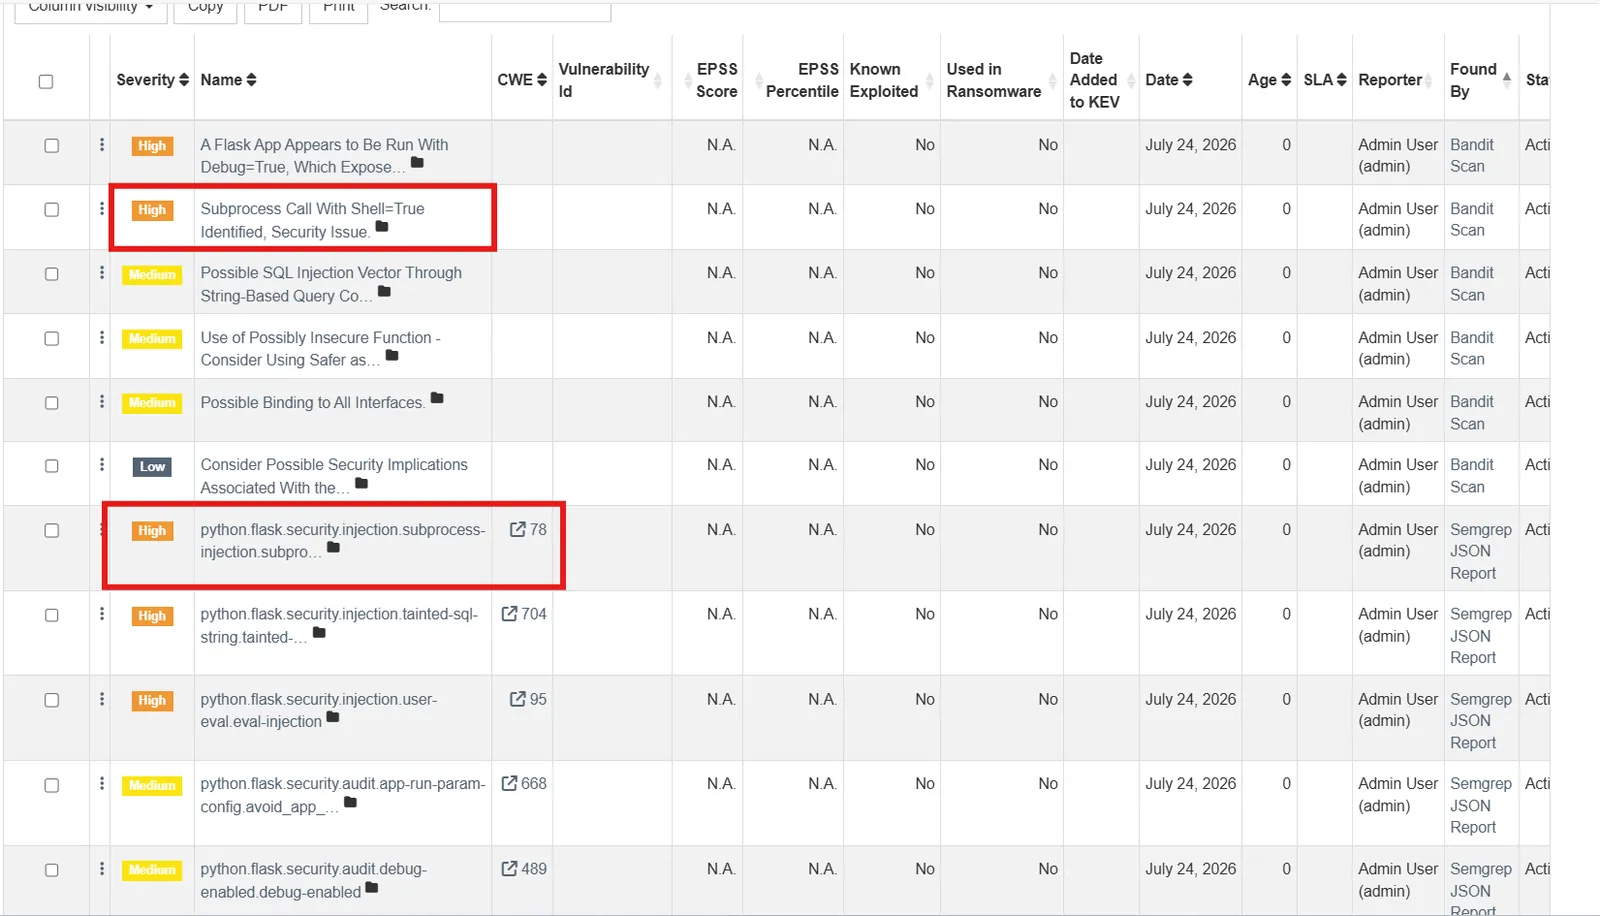 Column visibility Copy PDF Print Search:
Severity Name CWE Vulnerability Id EPSS Score EPSS Percentile Known Exploited Used in Ransomware Date Added to KEV Date Age SLA Reporter Found By Sta
High A Flask App Appears to Be Run With N.A. N.A. No No July 24, 2026 0 Admin User Bandit Acti
Debug=True, Which Expose… (admin) Scan
High Subprocess Call With Shell=True N.A. N.A. No No July 24, 2026 0 Admin User Bandit Acti
Identified, Security Issue. (admin) Scan
Medium Possible SQL Injection Vector Through N.A. N.A. No No July 24, 2026 0 Admin User Bandit Acti
String-Based Query Co… (admin) Scan
Medium Use of Possibly Insecure Function - N.A. N.A. No No July 24, 2026 0 Admin User Bandit Acti
Consider Using Safer as… (admin) Scan
Medium Possible Binding to All Interfaces. N.A. N.A. No No July 24, 2026 0 Admin User Bandit Acti
(admin) Scan
Low Consider Possible Security Implications N.A. N.A. No No July 24, 2026 0 Admin User Bandit Acti
Associated With the… (admin) Scan
High python.flask.security.injection.subprocess- 78 N.A. N.A. No No July 24, 2026 0 Admin User Semgrep Acti
injection.subpro… (admin) JSON
Report
High python.flask.security.injection.tainted-sql- 704 N.A. N.A. No No July 24, 2026 0 Admin User Semgrep Acti
string.tainted-… (admin) JSON
Report
High python.flask.security.injection.user- 95 N.A. N.A. No No July 24, 2026 0 Admin User Semgrep Acti
eval.eval-injection (admin) JSON
Report
Medium python.flask.security.audit.app-run-param- 668 N.A. N.A. No No July 24, 2026 0 Admin User Semgrep Acti
config.avoid_app_… (admin) JSON
Report
Medium python.flask.security.audit.debug- 489 N.A. N.A. No No July 24, 2026 0 Admin User Semgrep Acti
enabled.debug-enabled (admin) JSON
Report